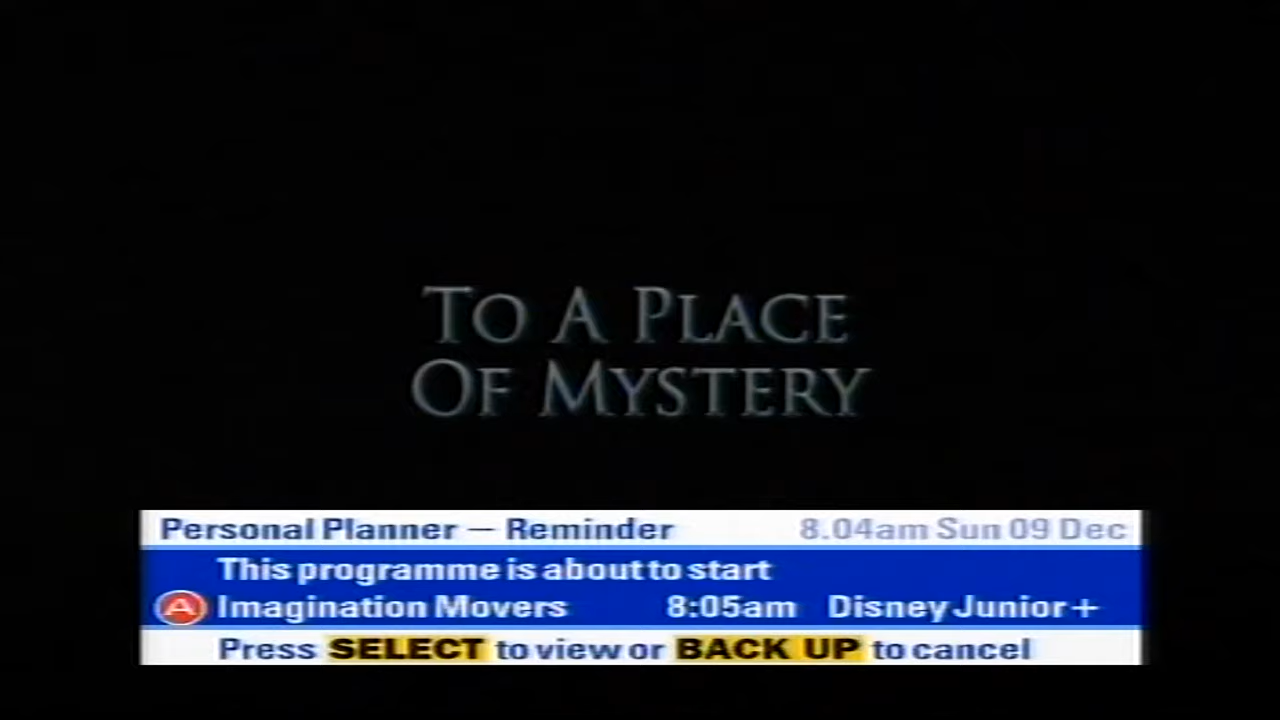 To A Place
Of Mystery
Personal Planner — Reminder 8.04am Sun 09 Dec
This programme is about to start
A Imagination Movers 8:05am Disney Junior+
Press SELECT to view or BACK UP to cancel